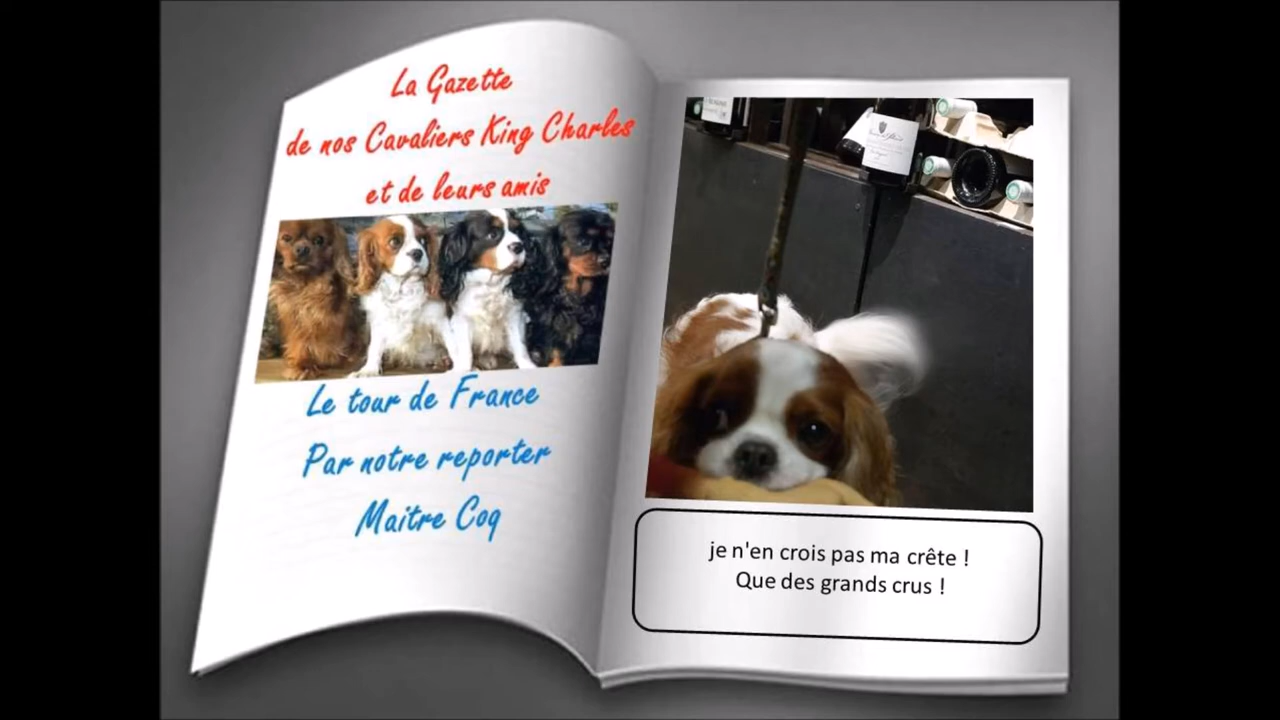 La Gazette
de nos Cavaliers King Charles
et de leurs amis
Le tour de France
Par notre reporter
Maitre Coq
je n'en crois pas ma crête !
Que des grands crus !